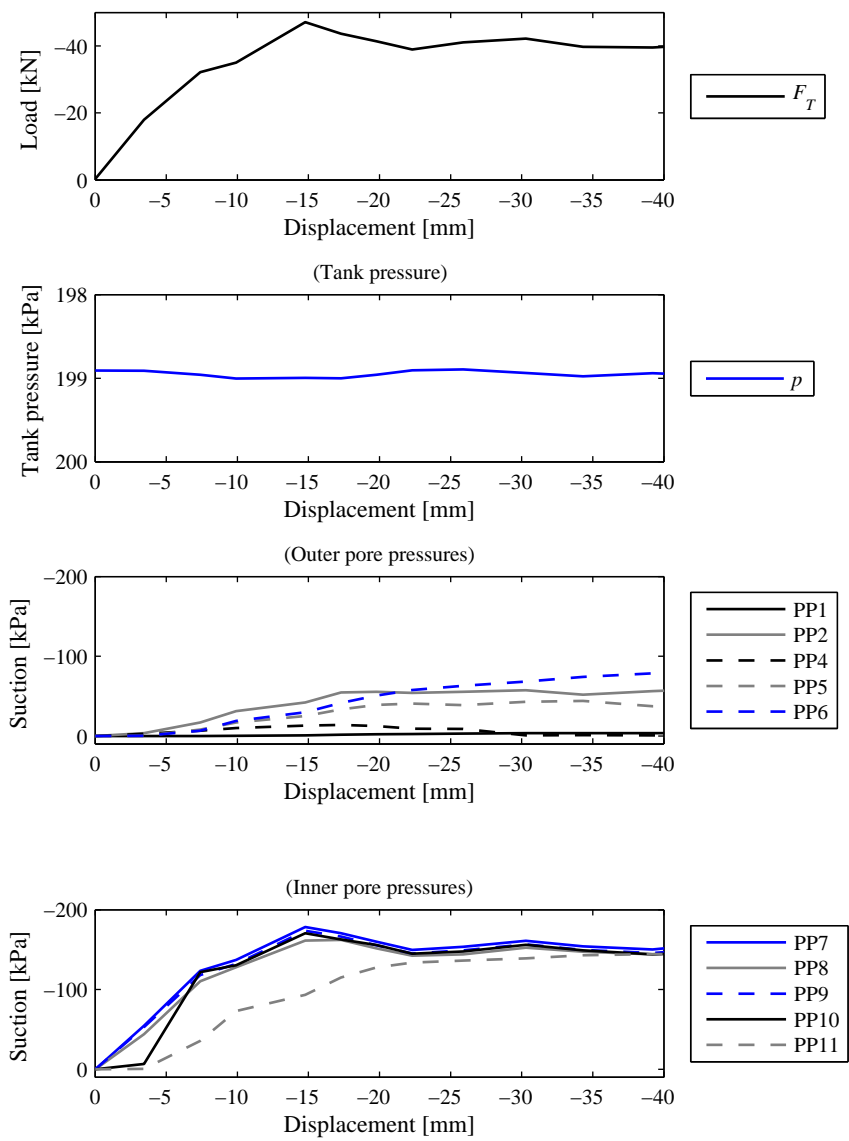 Load [kN]
−40
−20
0
0 −5 −10 −15 −20 −25 −30 −35 −40
Displacement [mm]
F_T
(Tank pressure)
Tank pressure [kPa]
198
199
200
0 −5 −10 −15 −20 −25 −30 −35 −40
Displacement [mm]
p
(Outer pore pressures)
Suction [kPa]
−200
−100
0
0 −5 −10 −15 −20 −25 −30 −35 −40
Displacement [mm]
PP1
PP2
PP4
PP5
PP6
(Inner pore pressures)
Suction [kPa]
−200
−100
0
0 −5 −10 −15 −20 −25 −30 −35 −40
Displacement [mm]
PP7
PP8
PP9
PP10
PP11